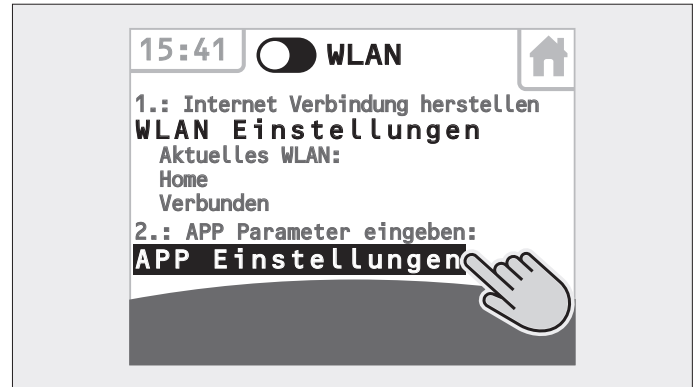 15:41 WLAN
1.: Internet Verbindung herstellen
WLAN Einstellungen
Aktuelles WLAN:
Home
Verbunden
2.: APP Parameter eingeben:
APP Einstellungen